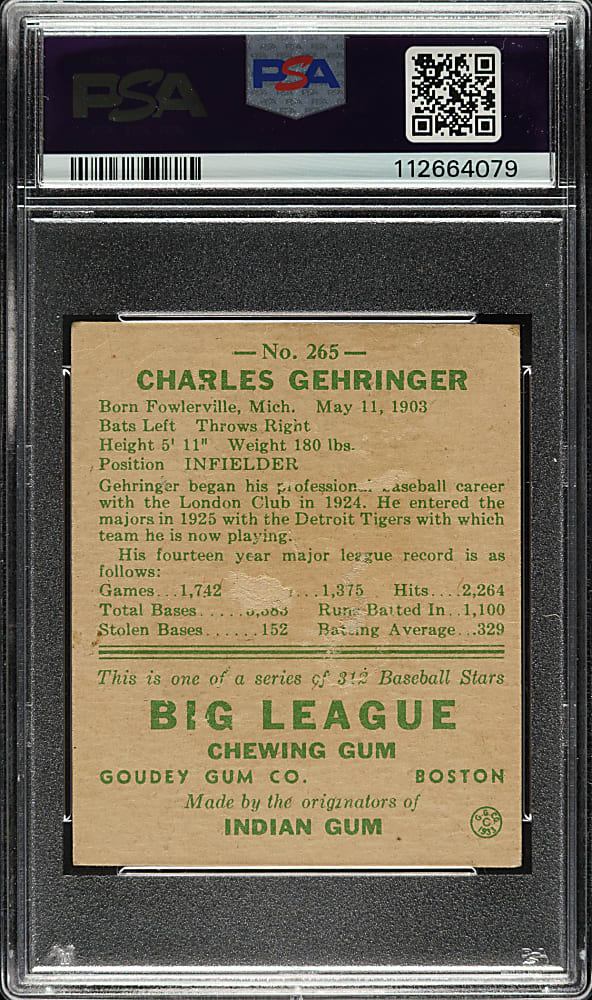 PSA
PSA
112664079
— No. 265 —
CHARLES GEHRINGER
Born Fowlerville, Mich. May 11, 1903
Bats Left Throws Right
Height 5' 11" Weight 180 lbs.
Position INFIELDER
Gehringer began his baseball career
with the London Club in 1924. He entered the
majors in 1925 with the Detroit Tigers with which
team he is now playing.
His fourteen year major league record is as
follows:
Games...1,742 ...1,375 Hits....2,264
Total Bases..... Runs Batted In..1,100
Stolen Bases......152 Batting Average...329
This is one of a series of 312 Baseball Stars
BIG LEAGUE
CHEWING GUM
GOUDEY GUM CO. BOSTON
Made by the originators of
INDIAN GUM
G.G.CO.
C